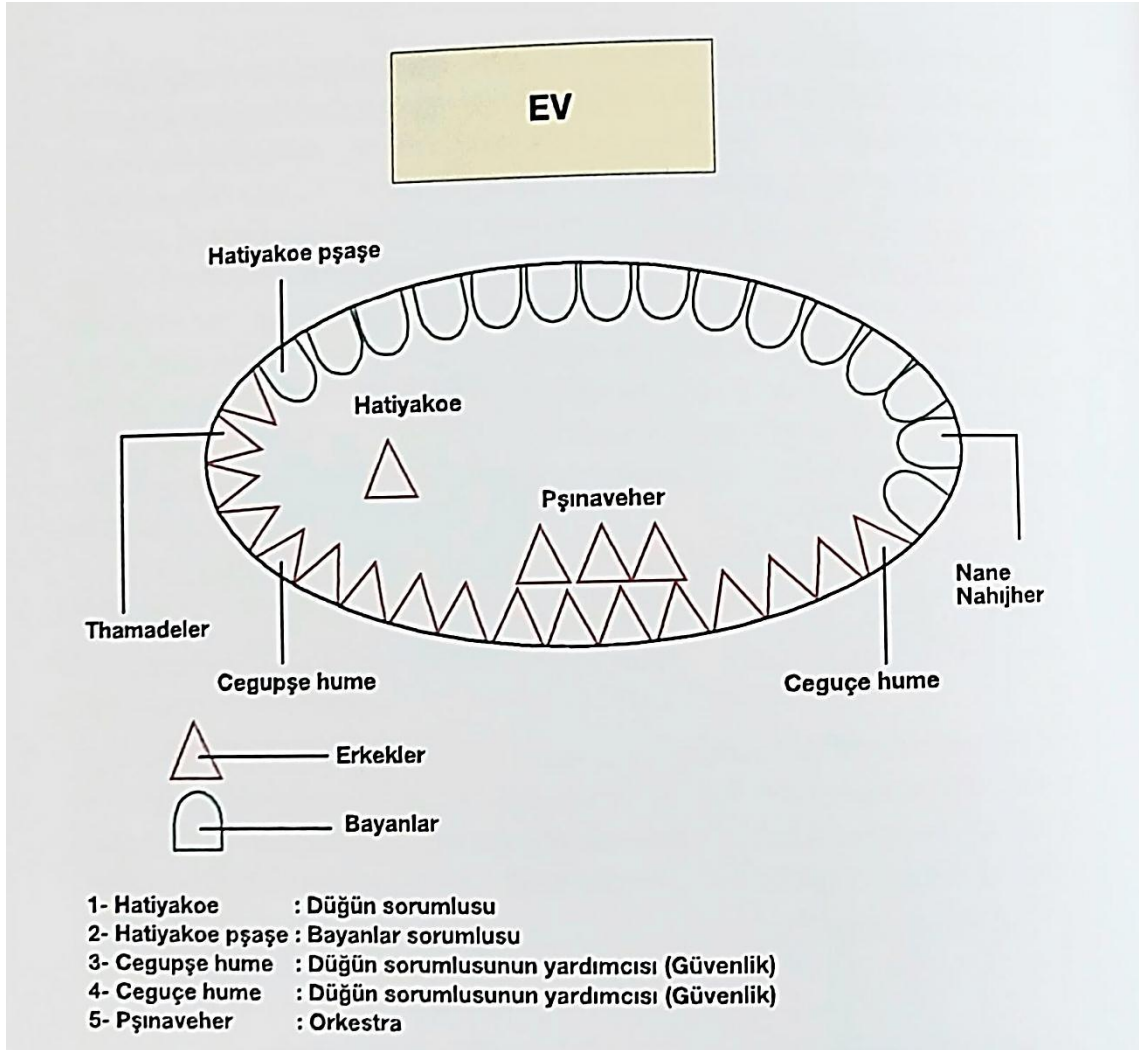 EV
Hatiyakoe pşaşe
Hatiyakoe
Pşınaveher
Nane
Nahıjher
Thamadeler
Cegupşe hume
Ceguçe hume
Erkekler
Bayanlar
1- Hatiyakoe : Düğün sorumlusu
2- Hatiyakoe pşaşe : Bayanlar sorumlusu
3- Cegupşe hume : Düğün sorumlusunun yardımcısı (Güvenlik)
4- Ceguçe hume : Düğün sorumlusunun yardımcısı (Güvenlik)
5- Pşınaveher : Orkestra